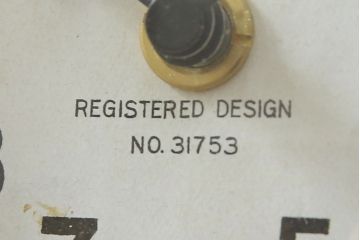 REGISTERED DESIGN
NO. 31753